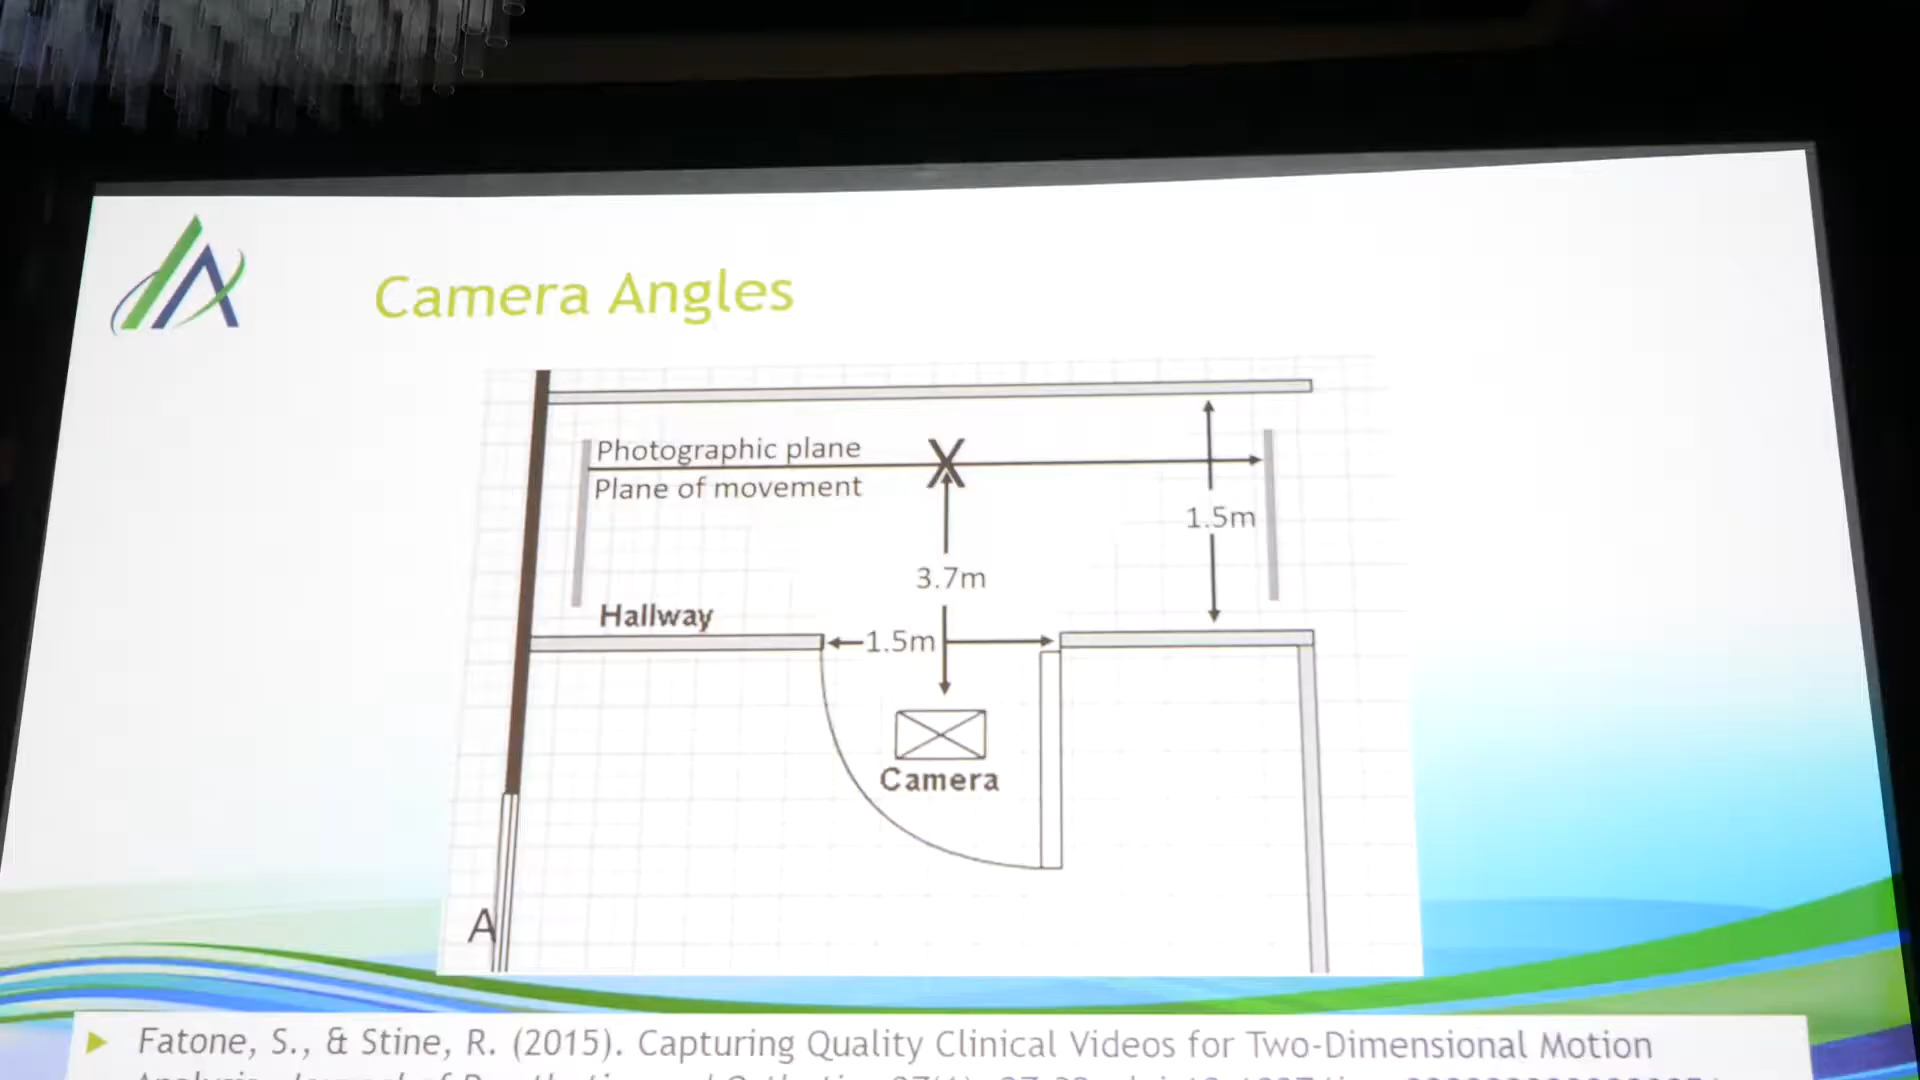 Camera Angles
Photographic plane
Plane of movement
1.5m
3.7m
Hallway
1.5m
Camera
A
Fatone, S., & Stine, R. (2015). Capturing Quality Clinical Videos for Two-Dimensional Motion